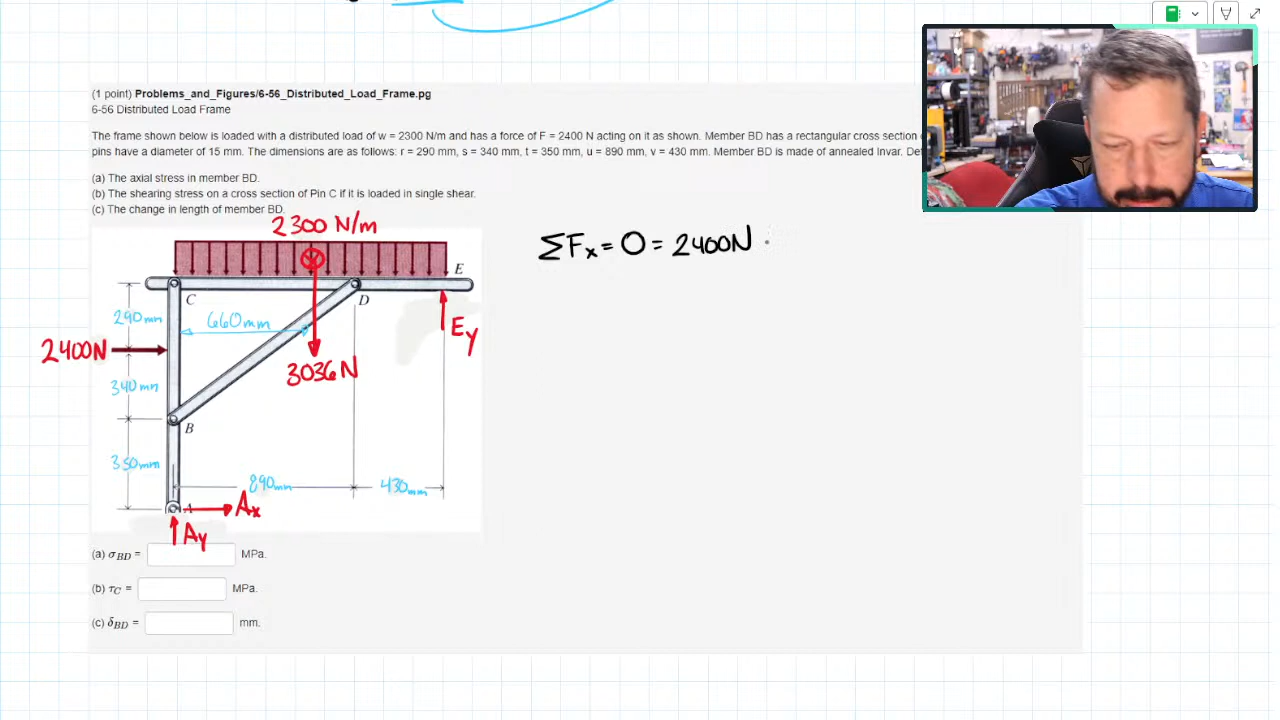 (1 point) Problems_and_Figures/6-56_Distributed_Load_Frame.pg
6-56 Distributed Load Frame
The frame shown below is loaded with a distributed load of w = 2300 N/m and has a force of F = 2400 N acting on it as shown. Member BD has a rectangular cross section
pins have a diameter of 15 mm. The dimensions are as follows: r = 290 mm, s = 340 mm, t = 350 mm, u = 890 mm, v = 430 mm. Member BD is made of annealed Invar. Det
(a) The axial stress in member BD.
(b) The shearing stress on a cross section of Pin C if it is loaded in single shear.
(c) The change in length of member BD.
2300 N/m
ΣFx = 0 = 2400N
E
C
D
290mm
660mm
Ey
2400N
3036N
340mm
B
350mm
890mm
430mm
A
Ax
Ay
(a) σBD =
MPa.
(b) τC =
MPa.
(c) δBD =
mm.